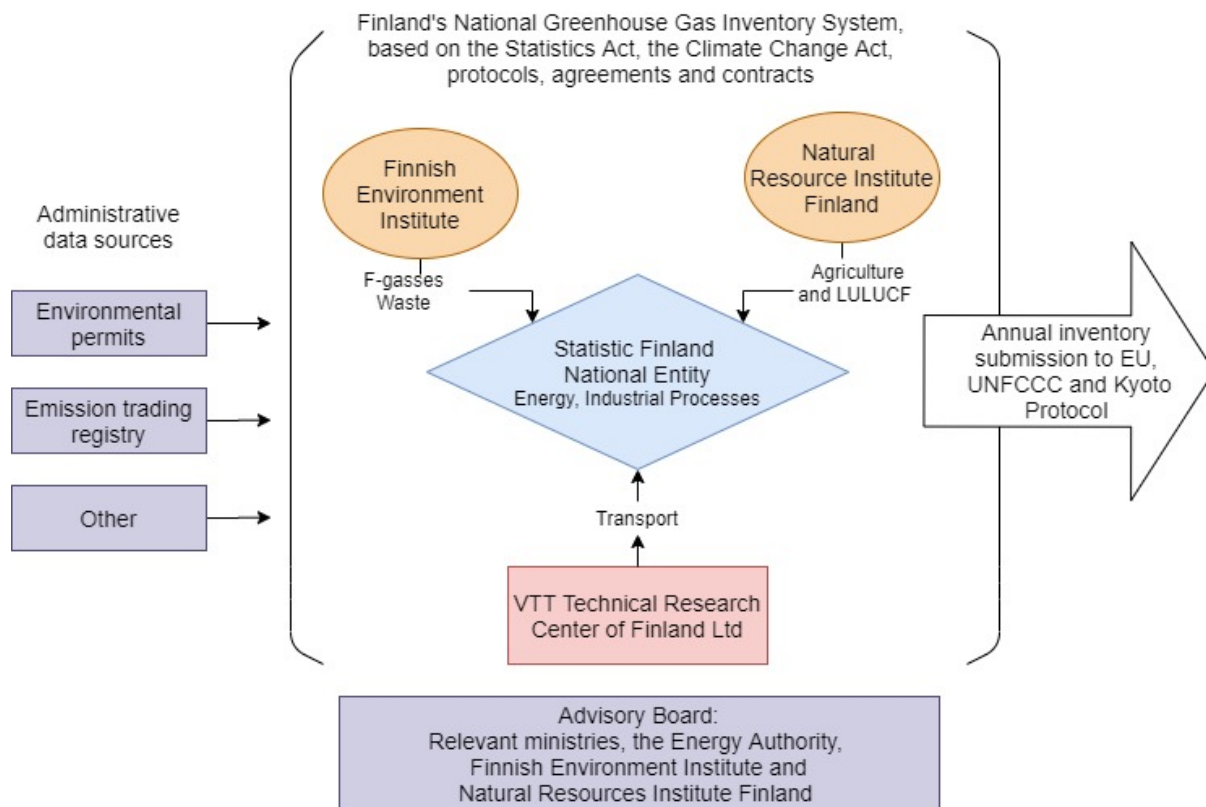 Finland's National Greenhouse Gas Inventory System,
based on the Statistics Act, the Climate Change Act,
protocols, agreements and contracts
Finnish
Environment
Institute
Natural
Resource Institute
Finland
Administrative
data sources
F-gasses
Waste
Agriculture
and LULUCF
Environmental
permits
Emission trading
registry
Other
Statistic Finland
National Entity
Energy, Industrial Processes
Annual inventory
submission to EU,
UNFCCC and Kyoto
Protocol
Transport
VTT Technical Research
Center of Finland Ltd
Advisory Board:
Relevant ministries, the Energy Authority,
Finnish Environment Institute and
Natural Resources Institute Finland